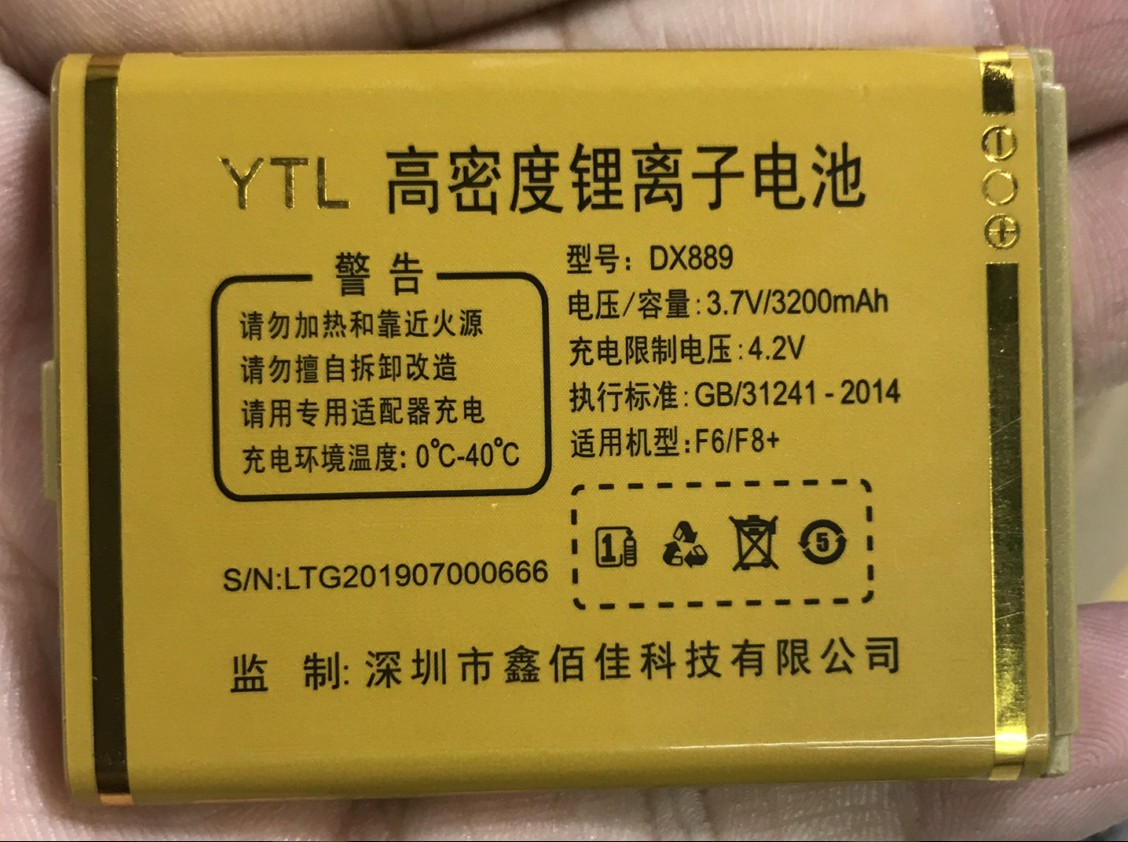 YTL 高密度锂离子电池
警告
请勿加热和靠近火源
请勿擅自拆卸改造
请用专用适配器充电
充电环境温度: 0℃-40℃
型号: DX889
电压/容量: 3.7V/3200mAh
充电限制电压: 4.2V
执行标准: GB/31241 - 2014
适用机型: F6/F8+
1
5
S/N:LTG201907000666
监 制: 深圳市鑫佰佳科技有限公司